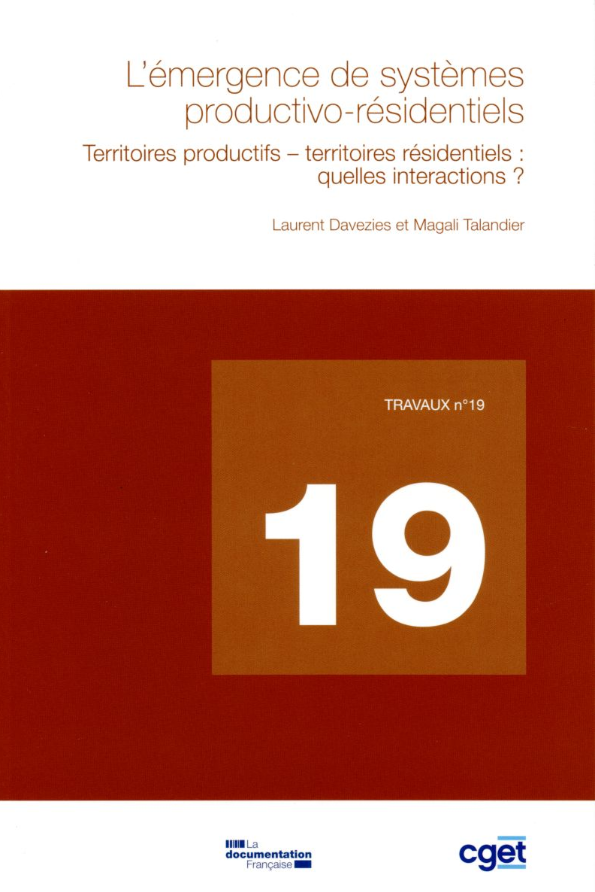 L'émergence de systèmes
productivo-résidentiels
Territoires productifs – territoires résidentiels :
quelles interactions ?
Laurent Davezies et Magali Talandier
TRAVAUX n°19
19
La
documentation
Française
cget